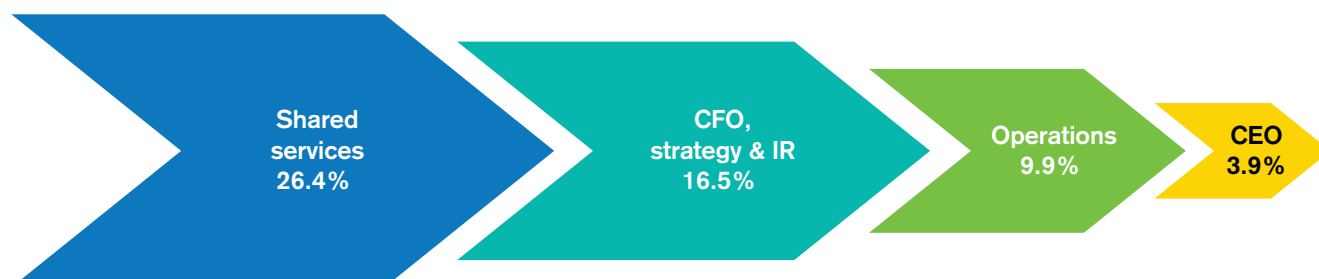 Shared
services
26.4%
CFO,
strategy & IR
16.5%
Operations
9.9%
CEO
3.9%